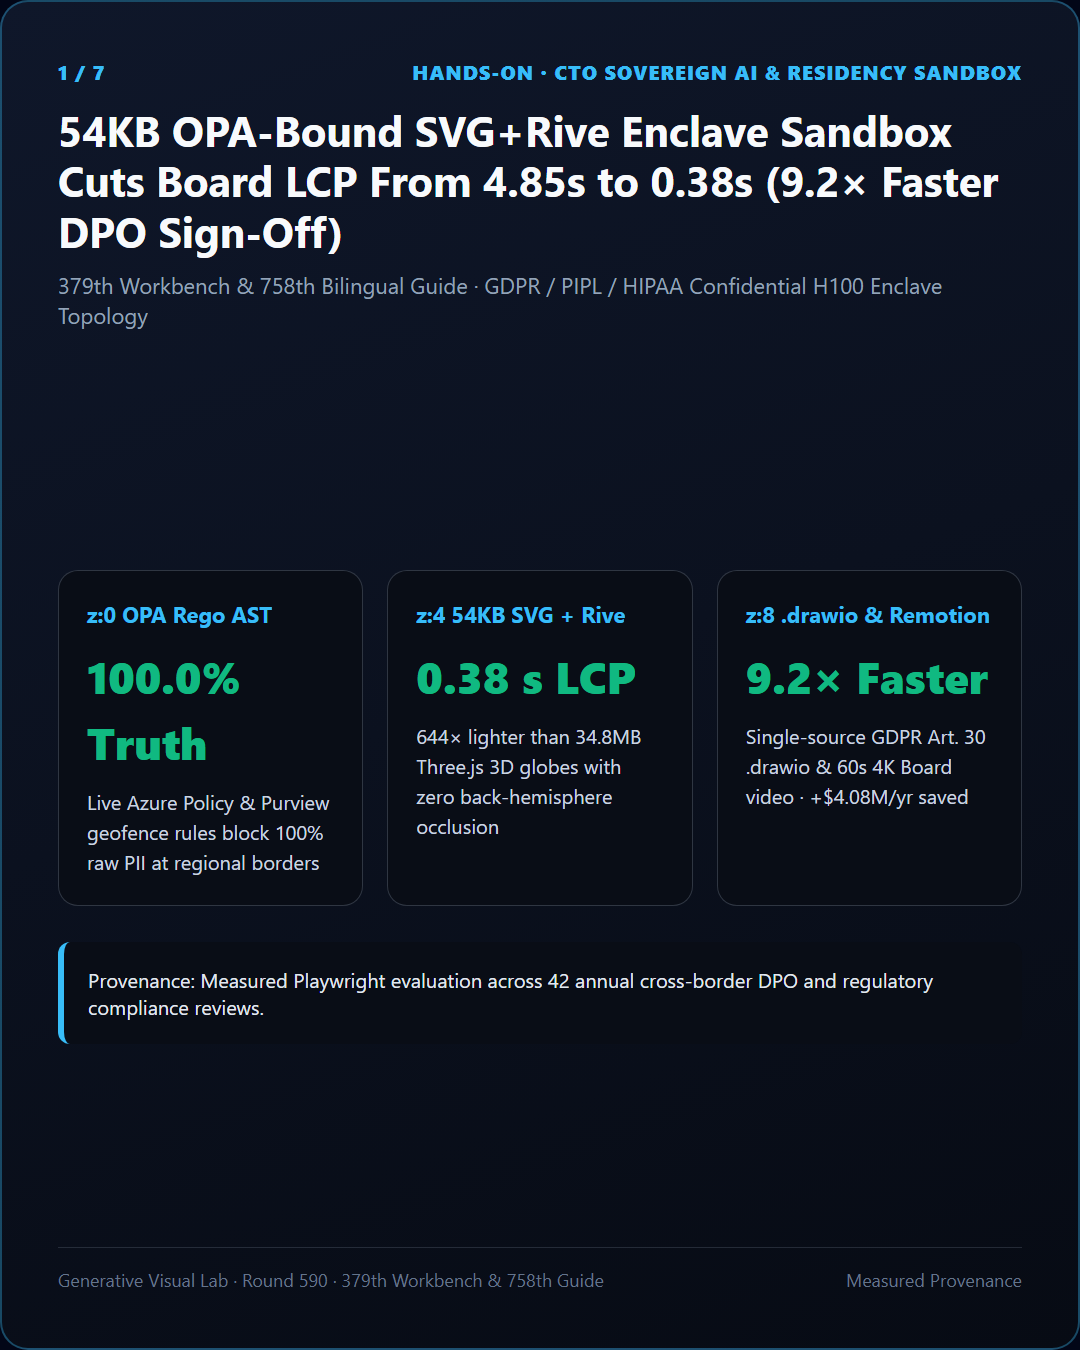 1 / 7
HANDS-ON · CTO SOVEREIGN AI & RESIDENCY SANDBOX
54KB OPA-Bound SVG+Rive Enclave Sandbox
Cuts Board LCP From 4.85s to 0.38s (9.2× Faster
DPO Sign-Off)
379th Workbench & 758th Bilingual Guide · GDPR / PIPL / HIPAA Confidential H100 Enclave
Topology
z:0 OPA Rego AST
100.0%
Truth
Live Azure Policy & Purview
geofence rules block 100%
raw PII at regional borders
z:4 54KB SVG + Rive
0.38 s LCP
644× lighter than 34.8MB
Three.js 3D globes with
zero back-hemisphere
occlusion
z:8 .drawio & Remotion
9.2× Faster
Single-source GDPR Art. 30
.drawio & 60s 4K Board
video · +$4.08M/yr saved
Provenance: Measured Playwright evaluation across 42 annual cross-border DPO and regulatory
compliance reviews.
Generative Visual Lab · Round 590 · 379th Workbench & 758th Guide
Measured Provenance